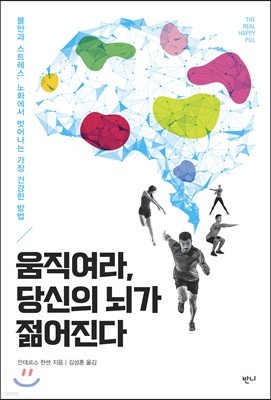 THE
REAL
HAPPY
PILL
불안과 스트레스, 노화에서 벗어나는 가장 건강한 방법
움직여라,
당신의 뇌가
젊어진다
안데르스 한센 지음 | 김성훈 옮김
반니